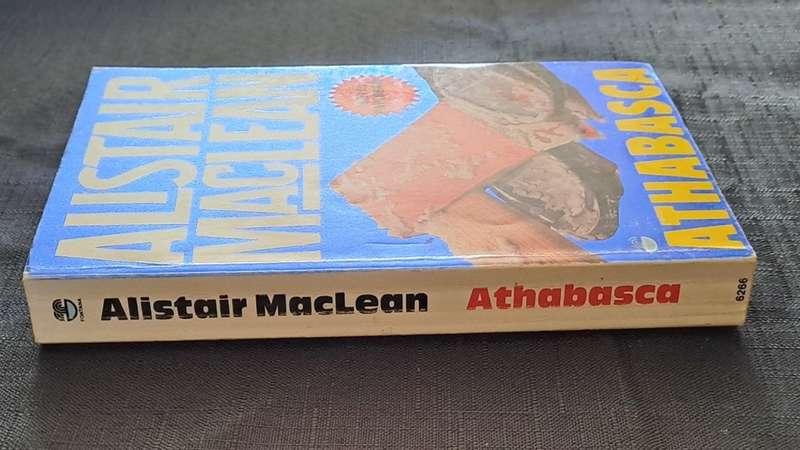 ALISTAIR
MACLEAN
ATHABASCA
Alistair MacLean Athabasca 6266